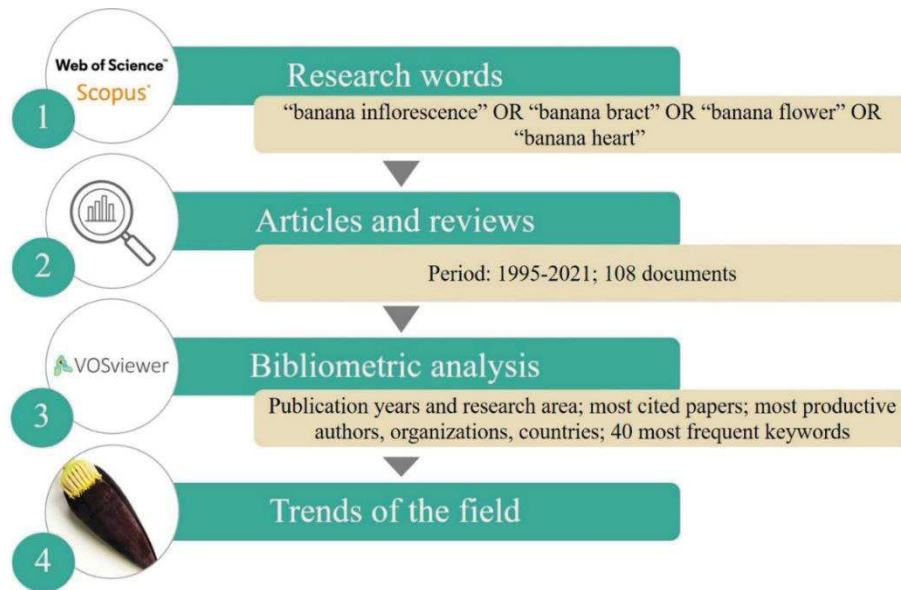 Web of Science™
Scopus®
1
Research words
“banana inflorescence” OR “banana bract” OR “banana flower” OR
“banana heart”
2
Articles and reviews
Period: 1995-2021; 108 documents
VOSviewer
3
Bibliometric analysis
Publication years and research area; most cited papers; most productive
authors, organizations, countries; 40 most frequent keywords
4
Trends of the field